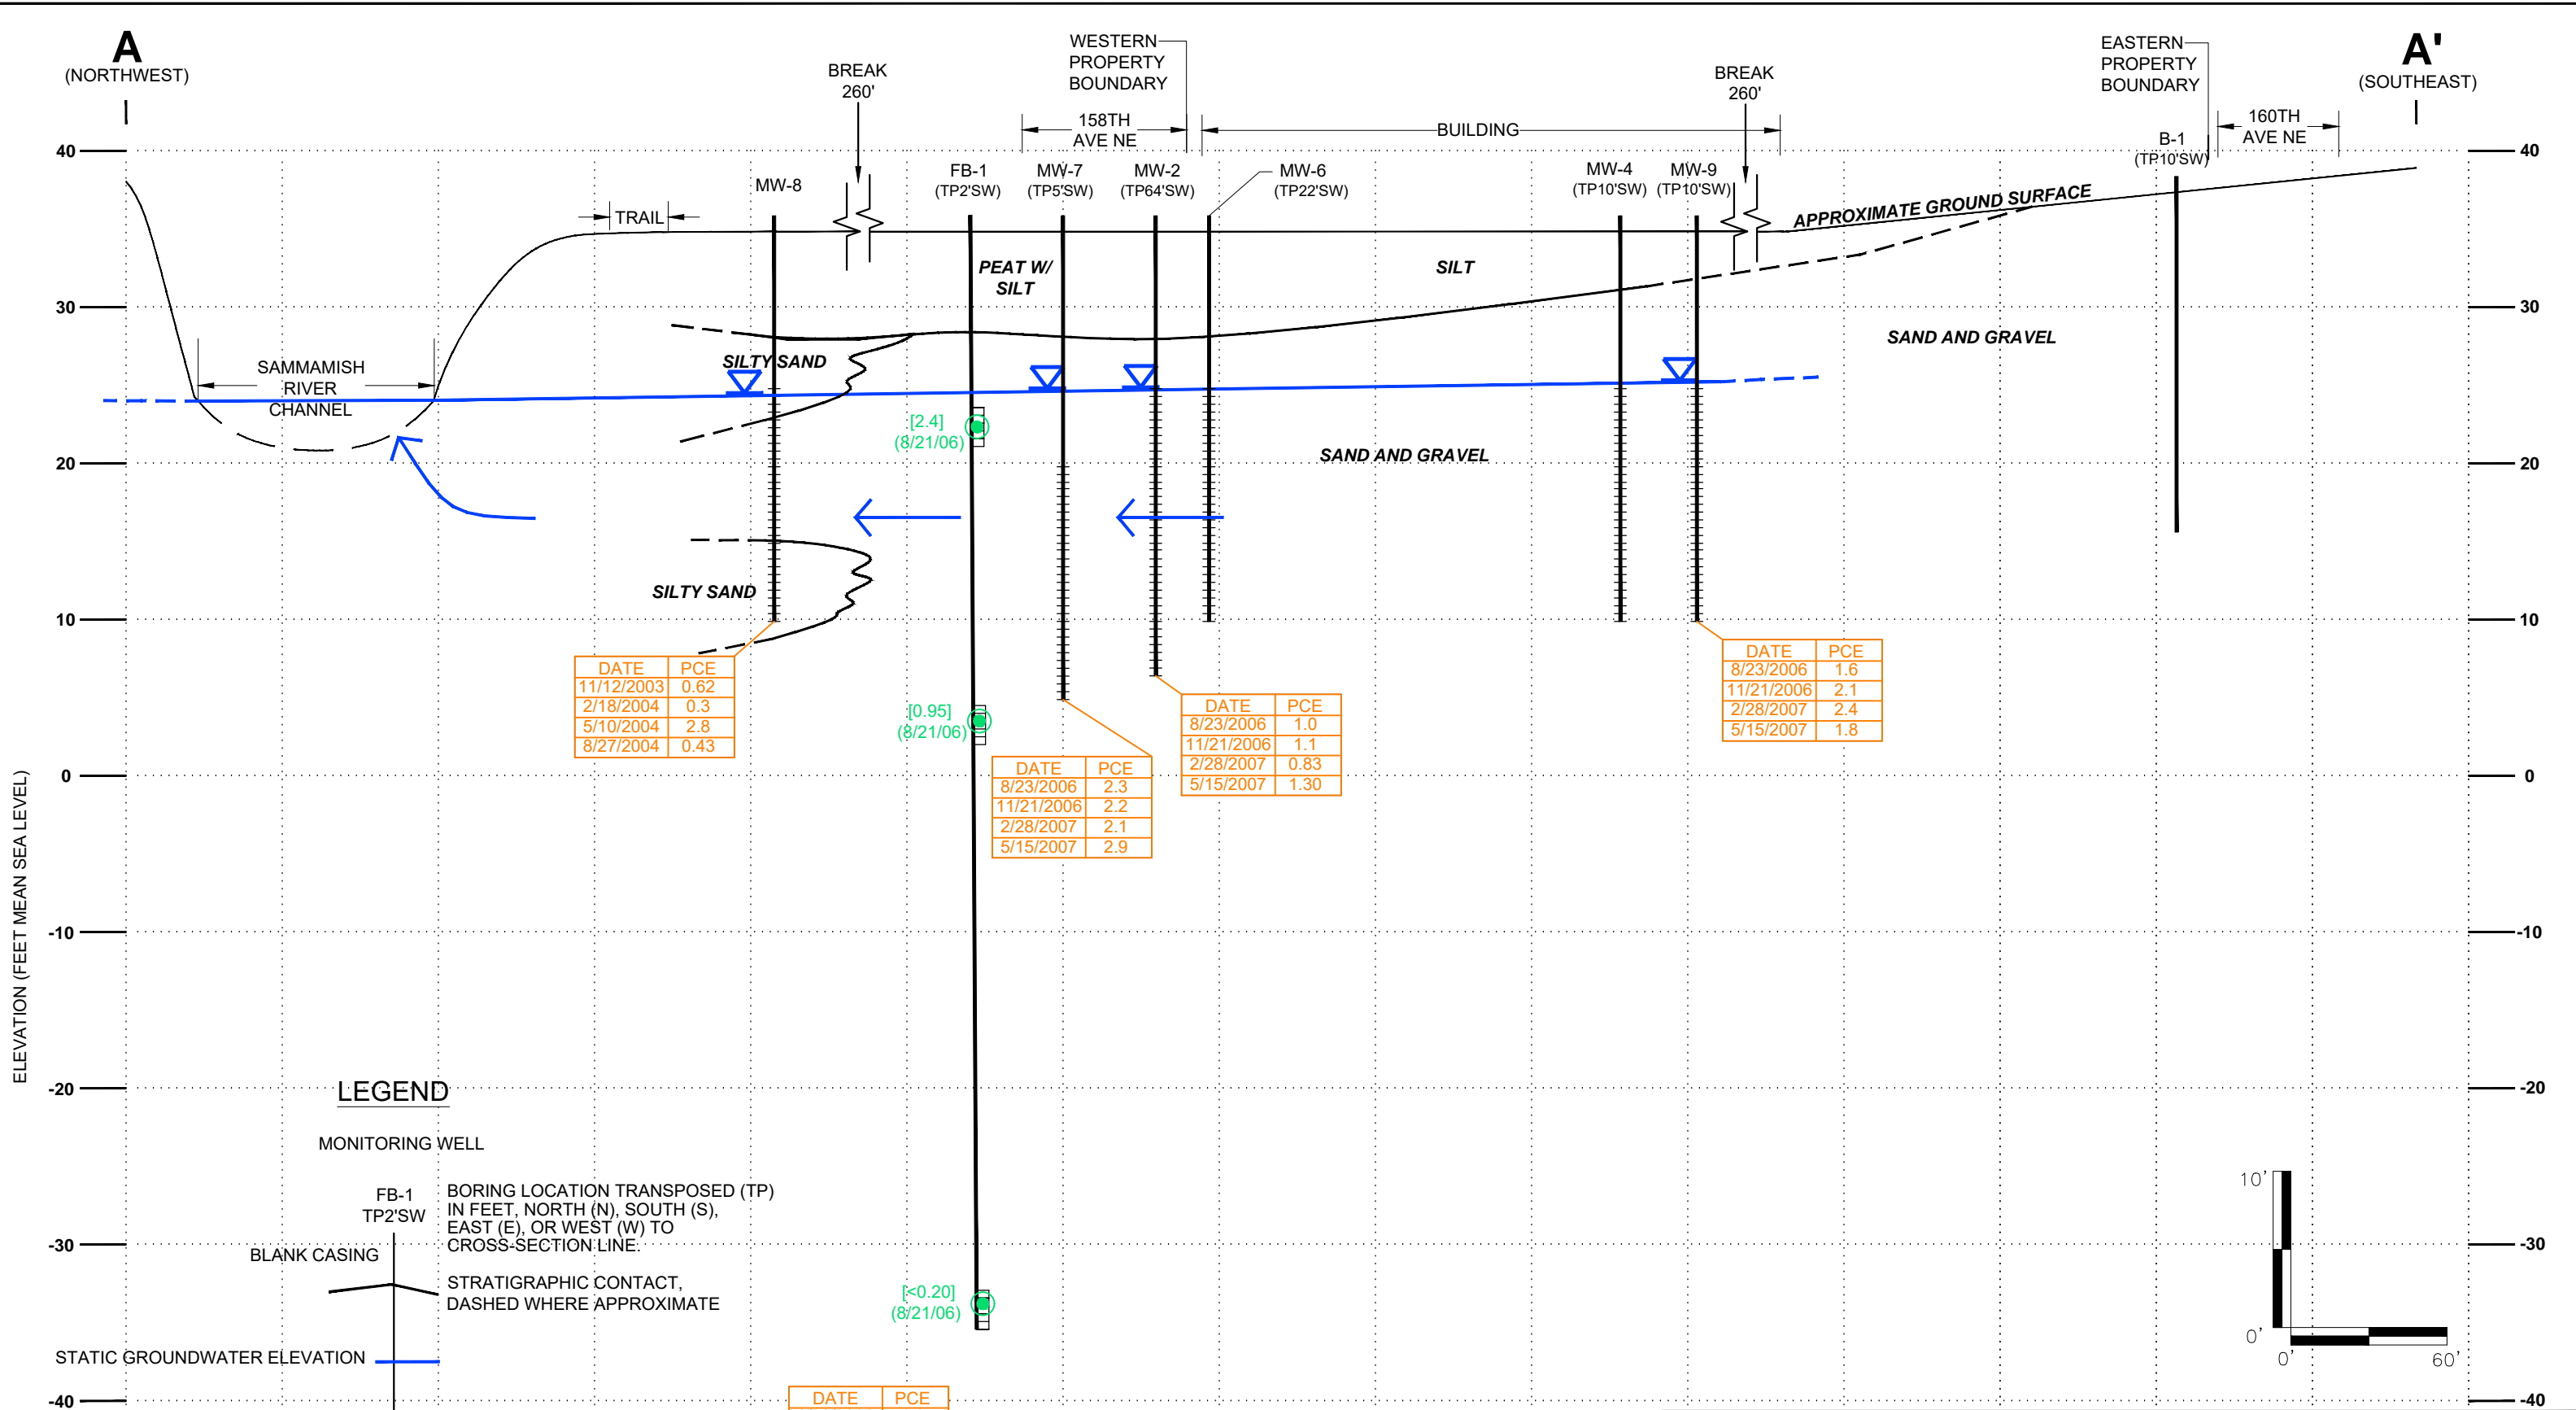 A
(NORTHWEST)
BREAK
260'
WESTERN
PROPERTY
BOUNDARY
158TH
AVE NE
BUILDING
BREAK
260'
EASTERN
PROPERTY
BOUNDARY
160TH
AVE NE
A'
(SOUTHEAST)
40
40
MW-8
FB-1
(TP2'SW)
MW-7
(TP5'SW)
MW-2
(TP64'SW)
MW-6
(TP22'SW)
MW-4
(TP10'SW)
MW-9
(TP10'SW)
B-1
(TP10'SW)
TRAIL
APPROXIMATE GROUND SURFACE
PEAT W/
SILT
SILT
30
30
SAND AND GRAVEL
SILTY SAND
SAMMAMISH
RIVER
CHANNEL
[2.4]
(8/21/06)
SAND AND GRAVEL
20
20
SILTY SAND
10
10
DATE PCE
11/12/2003 0.62
2/18/2004 0.3
5/10/2004 2.8
8/27/2004 0.43
[0.95]
(8/21/06)
DATE PCE
8/23/2006 2.3
11/21/2006 2.2
2/28/2007 2.1
5/15/2007 2.9
DATE PCE
8/23/2006 1.0
11/21/2006 1.1
2/28/2007 0.83
5/15/2007 1.30
DATE PCE
8/23/2006 1.6
11/21/2006 2.1
2/28/2007 2.4
5/15/2007 1.8
0
0
ELEVATION (FEET MEAN SEA LEVEL)
-10
-10
-20
-20
LEGEND
MONITORING WELL
FB-1
TP2'SW
BORING LOCATION TRANSPOSED (TP)
IN FEET, NORTH (N), SOUTH (S),
EAST (E), OR WEST (W) TO
CROSS-SECTION LINE.
-30
-30
BLANK CASING
STRATIGRAPHIC CONTACT,
DASHED WHERE APPROXIMATE
STATIC GROUNDWATER ELEVATION
[<0.20]
(8/21/06)
10'
0'
0'
60'
-40
-40
DATE PCE